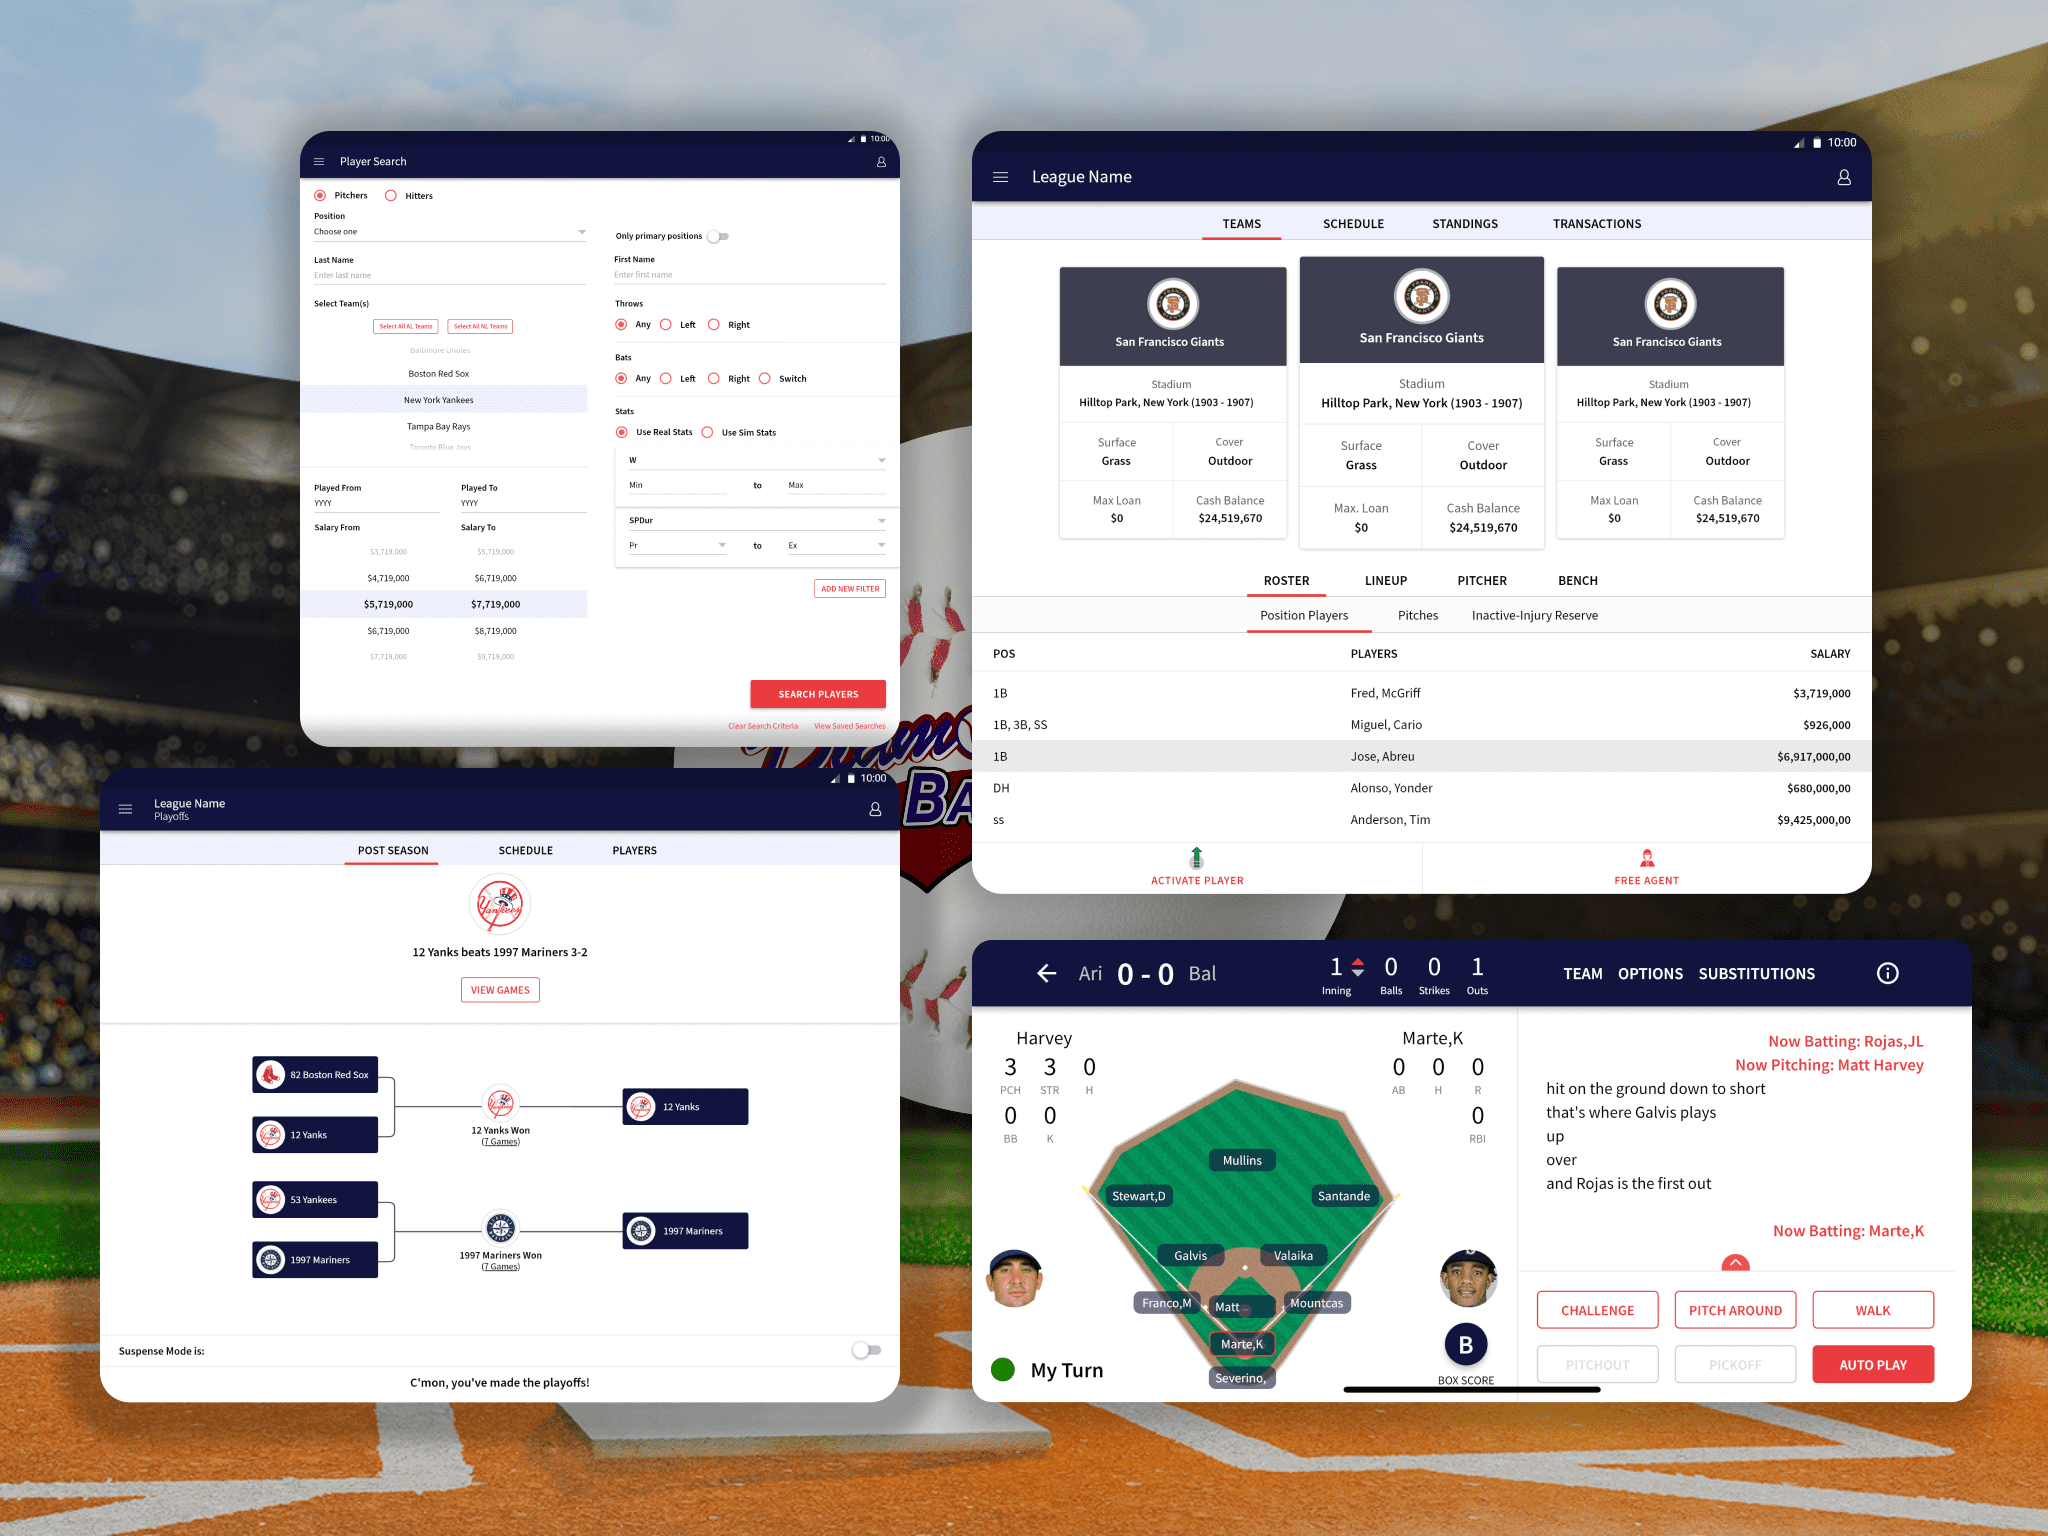 10:00
Player Search
Pitchers Hitters
Position
Choose one
Only primary positions
Last Name
Enter last name
First Name
Enter first name
Select Team(s)
Select All AL Teams Select All NL Teams
Baltimore Orioles
Boston Red Sox
New York Yankees
Tampa Bay Rays
Toronto Blue Jays
Throws
Any Left Right
Bats
Any Left Right Switch
Stats
Use Real Stats Use Sim Stats
W
Min to Max
SPDur
Pr to Ex
ADD NEW FILTER
Played From Played To
YYYY YYYY
Salary From Salary To
$3,719,000 $5,719,000
$4,719,000 $6,719,000
$5,719,000 $7,719,000
$6,719,000 $8,719,000
$7,719,000 $9,719,000
SEARCH PLAYERS
Clear Search Criteria View Saved Searches
10:00
League Name
TEAMS SCHEDULE STANDINGS TRANSACTIONS
San Francisco Giants
Stadium
Hilltop Park, New York (1903 - 1907)
Surface Cover
Grass Outdoor
Max Loan Cash Balance
$0 $24,519,670
San Francisco Giants
Stadium
Hilltop Park, New York (1903 - 1907)
Surface Cover
Grass Outdoor
Max. Loan Cash Balance
$0 $24,519,670
San Francisco Giants
Stadium
Hilltop Park, New York (1903 - 1907)
Surface Cover
Grass Outdoor
Max Loan Cash Balance
$0 $24,519,670
ROSTER LINEUP PITCHER BENCH
Position Players Pitches Inactive-Injury Reserve
POS PLAYERS SALARY
1B Fred, McGriff $3,719,000
1B, 3B, SS Miguel, Cario $926,000
1B Jose, Abreu $6,917,000,00
DH Alonso, Yonder $680,000,00
ss Anderson, Tim $9,425,000,00
ACTIVATE PLAYER FREE AGENT
10:00
League Name
Playoffs
POST SEASON SCHEDULE PLAYERS
Yankees
12 Yanks beats 1997 Mariners 3-2
VIEW GAMES
82 Boston Red Sox
12 Yanks
12 Yanks Won
(7 Games)
12 Yanks
53 Yankees
1997 Mariners
1997 Mariners Won
(7 Games)
1997 Mariners
Suspense Mode is:
C'mon, you've made the playoffs!
Ari 0 - 0 Bal
1 0 0 1
Inning Balls Strikes Outs
TEAM OPTIONS SUBSTITUTIONS
Harvey
3 3 0
PCH STR H
0 0
BB K
Marte,K
0 0 0
AB H R
0
RBI
Mullins
Stewart,D Santande
Galvis Valaika
Franco,M Matt Mountcas
Marte,K
Severino,
My Turn
B
BOX SCORE
Now Batting: Rojas,JL
Now Pitching: Matt Harvey
hit on the ground down to short
that's where Galvis plays
up
over
and Rojas is the first out
Now Batting: Marte,K
CHALLENGE PITCH AROUND WALK
PITCHOUT PICKOFF AUTO PLAY